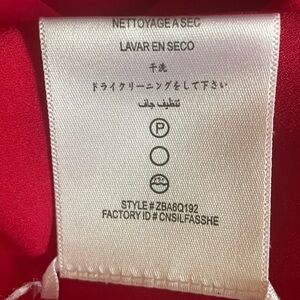 NETTOYAGE A SEC
LAVAR EN SECO
干洗
ドライクリーニングをして下さい
تنظيف جاف
P
STYLE # ZBA6Q192
FACTORY ID # CNSILFASSHE